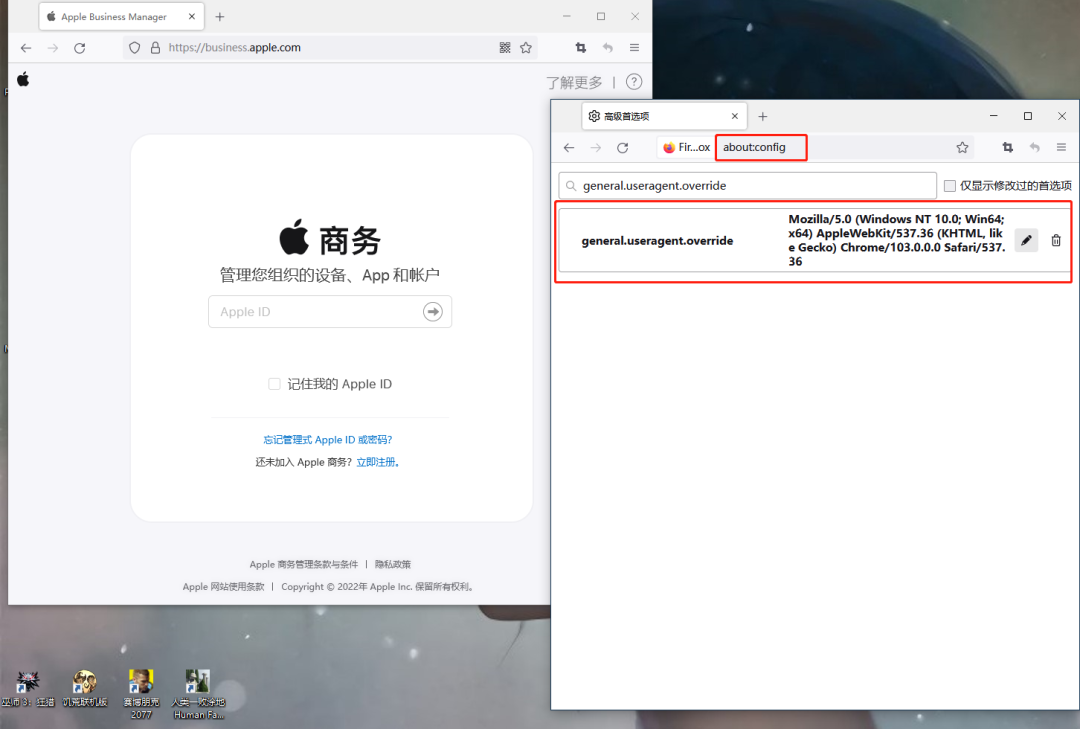 Apple Business Manager
https://business.apple.com
了解更多 | ?
商务
管理您组织的设备、App 和帐户
Apple ID
记住我的 Apple ID
忘记管理式 Apple ID 或密码?
还未加入 Apple 商务? 立即注册。
Apple 商务管理条款与条件 | 隐私政策
Apple 网站使用条款 | Copyright © 2022年 Apple Inc. 保留所有权利。
高级首选项
Fir...ox about:config
general.useragent.override
仅显示修改过的首选项
general.useragent.override
Mozilla/5.0 (Windows NT 10.0; Win64;
x64) AppleWebKit/537.36 (KHTML, lik
e Gecko) Chrome/103.0.0.0 Safari/537.
36
巫师 3：狂猎
饥荒联机版
赛博朋克
2077
人类一败涂地
Human Fa...